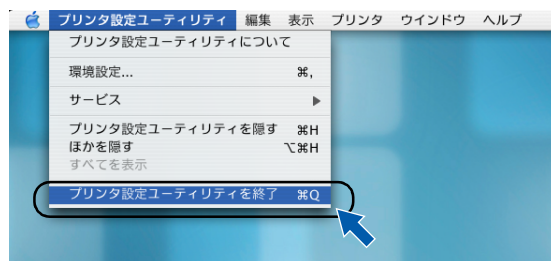 プリンタ設定ユーティリティ 編集 表示 プリンタ ウインドウ ヘルプ
プリンタ設定ユーティリティについて
環境設定... ⌘,
サービス ▶
プリンタ設定ユーティリティを隠す ⌘H
ほかを隠す ⌥⌘H
すべてを表示
プリンタ設定ユーティリティを終了 ⌘Q